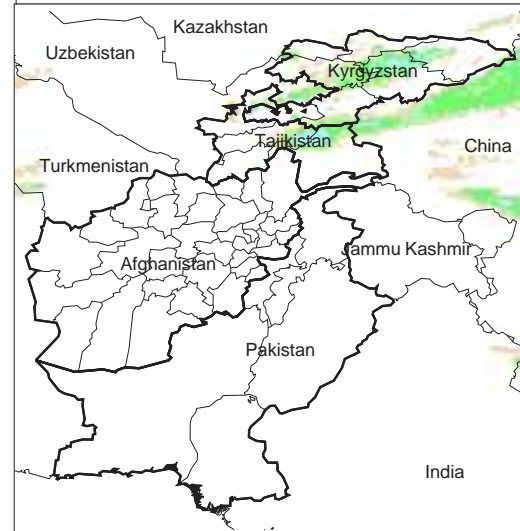 Kazakhstan
Uzbekistan
Kyrgyzstan
Tajikistan
China
Turkmenistan
Jammu Kashmir
Afghanistan
Pakistan
India